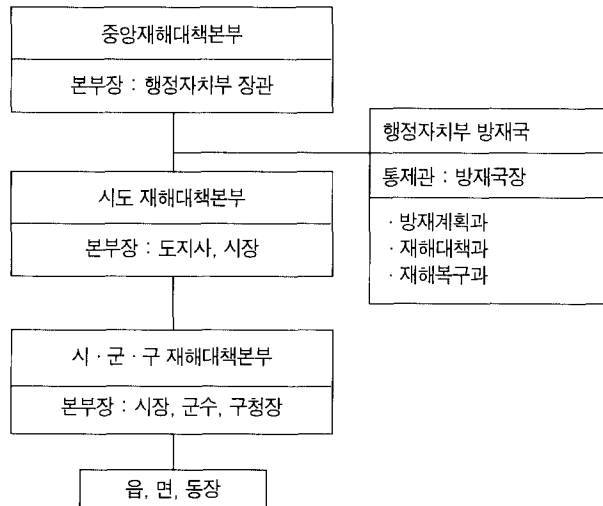 중앙재해대책본부
본부장 : 행정자치부 장관
행정자치부 방재국
통제관 : 방재국장
· 방재계획과
· 재해대책과
· 재해복구과
시도 재해대책본부
본부장 : 도지사, 시장
시 · 군 · 구 재해대책본부
본부장 : 시장, 군수, 구청장
읍, 면, 동장